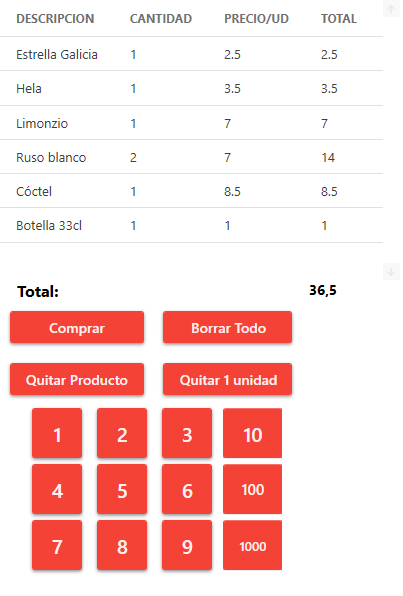 DESCRIPCION CANTIDAD PRECIO/UD TOTAL
Estrella Galicia 1 2.5 2.5
Hela 1 3.5 3.5
Limonzio 1 7 7
Ruso blanco 2 7 14
Cóctel 1 8.5 8.5
Botella 33cl 1 1 1
Total: 36,5
Comprar Borrar Todo
Quitar Producto Quitar 1 unidad
1 2 3 10
4 5 6 100
7 8 9 1000